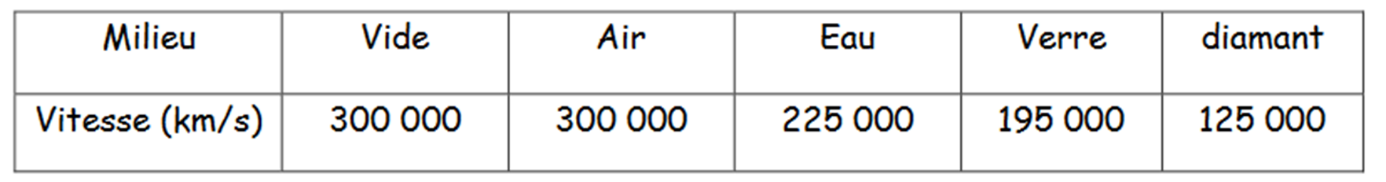 Milieu Vide Air Eau Verre diamant
Vitesse (km/s) 300 000 300 000 225 000 195 000 125 000